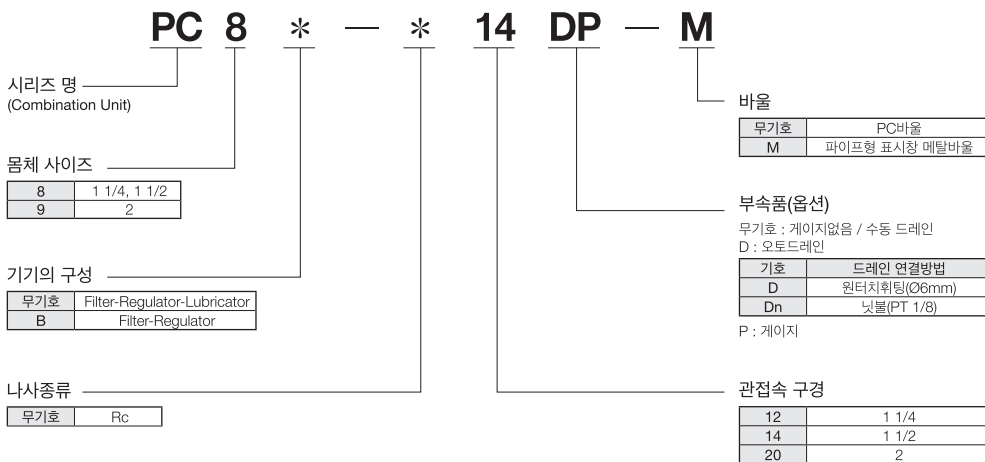 PC 8 * — * 14 DP — M
시리즈 명
(Combination Unit)
몸체 사이즈
8 1 1/4, 1 1/2
9 2
기기의 구성
무기호 Filter-Regulator-Lubricator
B Filter-Regulator
나사종류
무기호 Rc
바울
무기호 PC바울
M 파이프형 표시창 메탈바울
부속품(옵션)
무기호 : 게이지없음 / 수동 드레인
D : 오토드레인
기호 드레인 연결방법
D 원터치휘팅(Ø6mm)
Dn 닛블(PT 1/8)
P : 게이지
관접속 구경
12 1 1/4
14 1 1/2
20 2